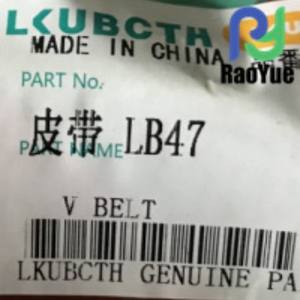 LKUBCTH
MADE IN CHINA
RaoYue
PART No.
皮带 LB47
PART NAME
V BELT
LKUBCTH GENUINE PA